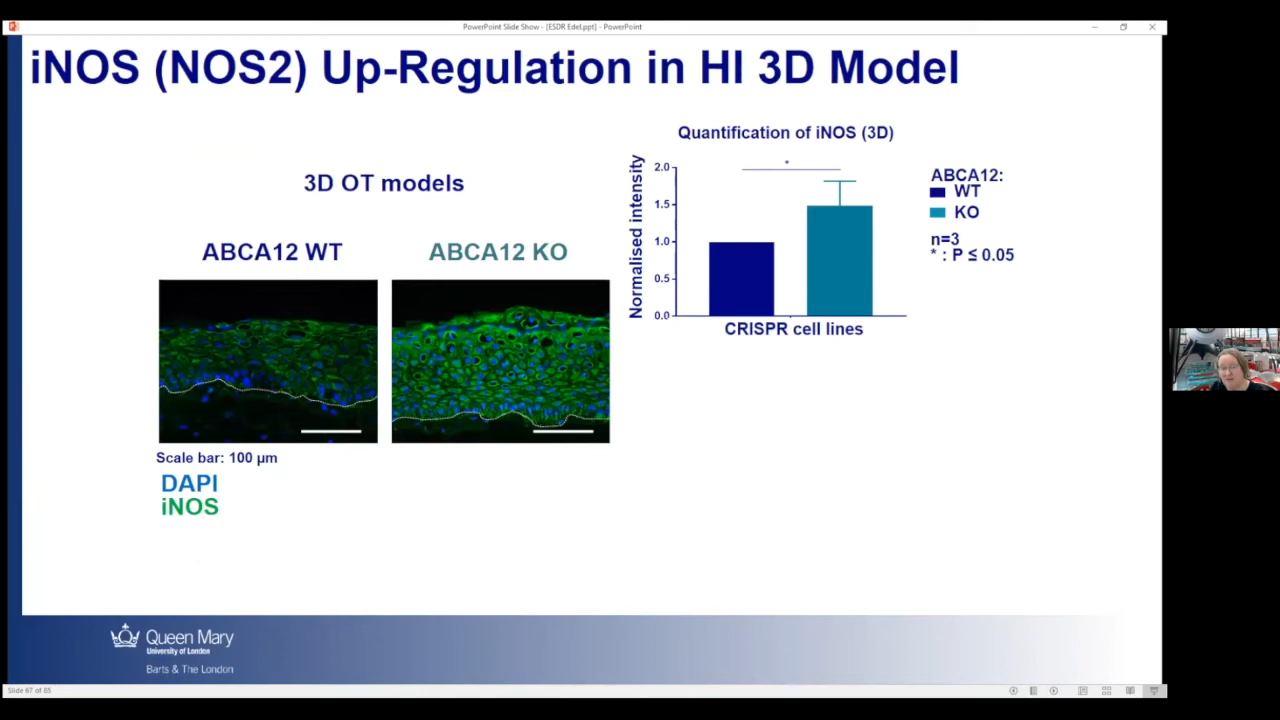 PowerPoint Slide Show - [ESDR Edel.ppt] - PowerPoint
iNOS (NOS2) Up-Regulation in HI 3D Model
3D OT models
ABCA12 WT
ABCA12 KO
Scale bar: 100 µm
DAPI
iNOS
Quantification of iNOS (3D)
Normalised intensity
2.0
1.5
1.0
0.5
0.0
*
CRISPR cell lines
ABCA12:
WT
KO
n=3
* : P ≤ 0.05
Queen Mary
University of London
Barts & The London
Slide 67 of 85